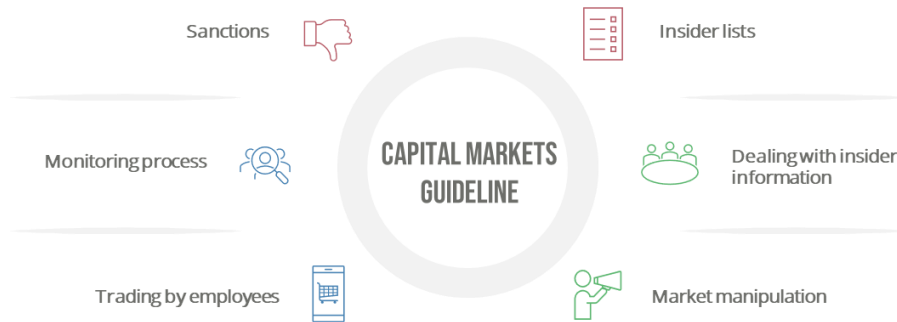 Sanctions
Insider lists
Monitoring process
CAPITAL MARKETS
GUIDELINE
Dealing with insider
information
Trading by employees
Market manipulation